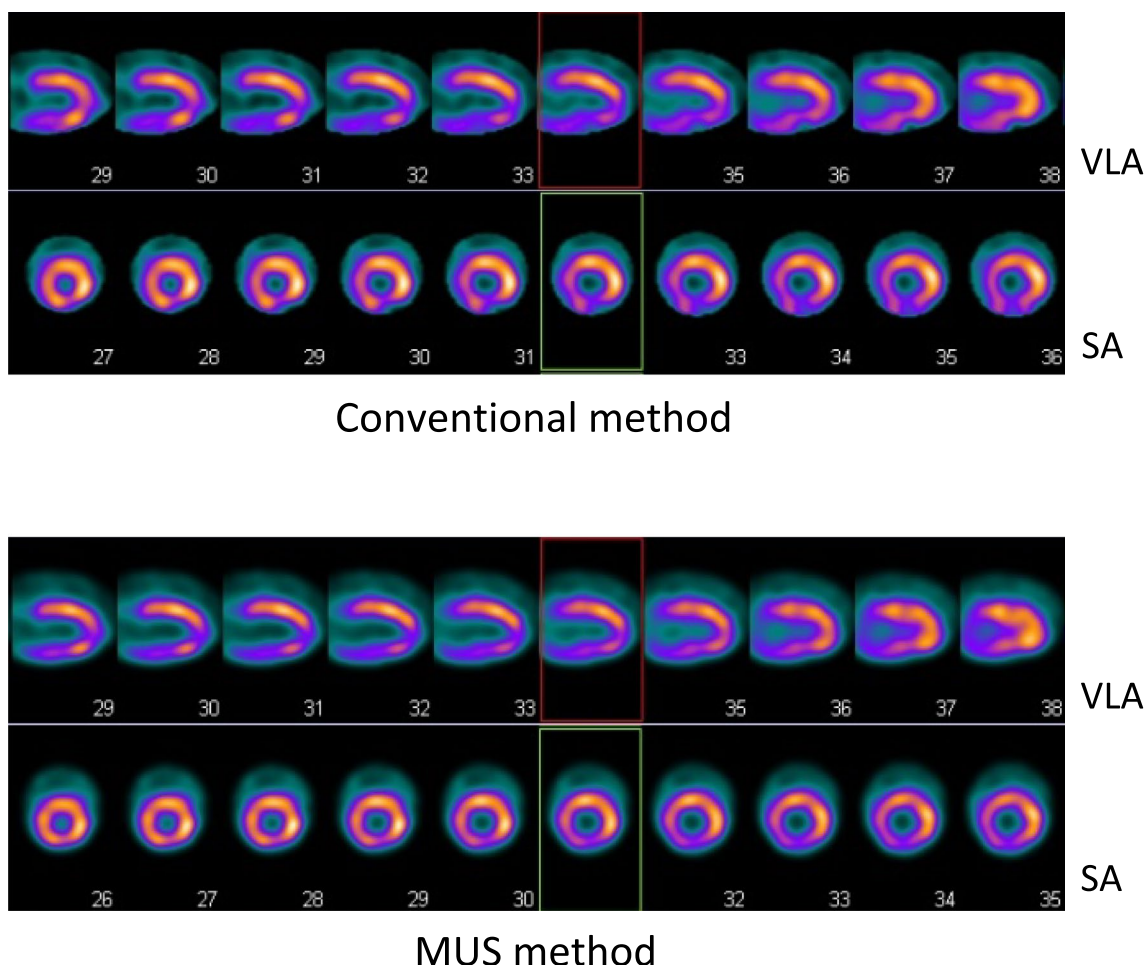 29 30 31 32 33 35 36 37 38 VLA
27 28 29 30 31 33 34 35 36 SA
Conventional method
29 30 31 32 33 35 36 37 38 VLA
26 27 28 29 30 32 33 34 35 SA
MUS method